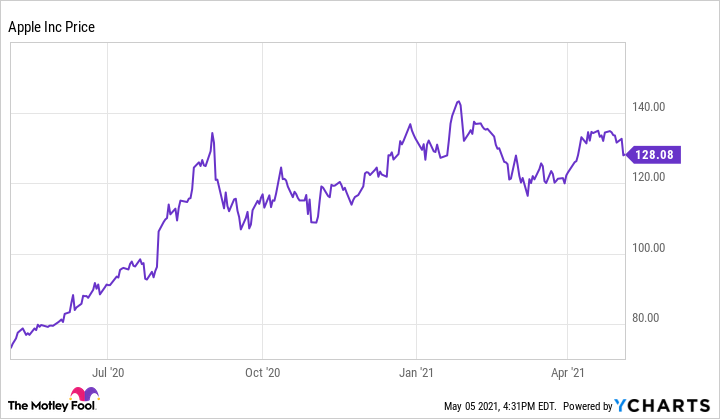 Apple Inc Price
140.00
128.08
120.00
100.00
80.00
Jul '20
Oct '20
Jan '21
Apr '21
The Motley Fool.
May 05 2021, 4:31PM EDT. Powered by YCHARTS